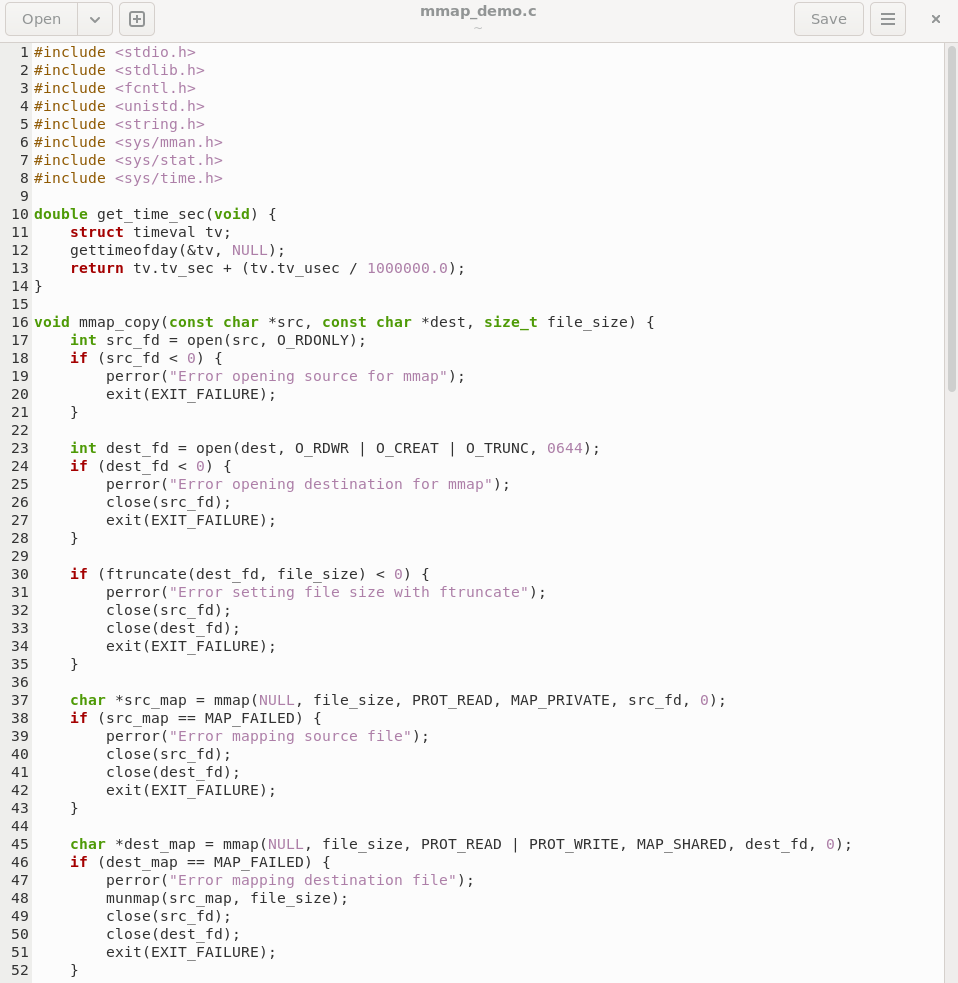 Open
mmap_demo.c
~
Save
1 #include <stdio.h>
2 #include <stdlib.h>
3 #include <fcntl.h>
4 #include <unistd.h>
5 #include <string.h>
6 #include <sys/mman.h>
7 #include <sys/stat.h>
8 #include <sys/time.h>
9
10 double get_time_sec(void) {
11     struct timeval tv;
12     gettimeofday(&tv, NULL);
13     return tv.tv_sec + (tv.tv_usec / 1000000.0);
14 }
15
16 void mmap_copy(const char *src, const char *dest, size_t file_size) {
17     int src_fd = open(src, O_RDONLY);
18     if (src_fd < 0) {
19         perror("Error opening source for mmap");
20         exit(EXIT_FAILURE);
21     }
22
23     int dest_fd = open(dest, O_RDWR | O_CREAT | O_TRUNC, 0644);
24     if (dest_fd < 0) {
25         perror("Error opening destination for mmap");
26         close(src_fd);
27         exit(EXIT_FAILURE);
28     }
29
30     if (ftruncate(dest_fd, file_size) < 0) {
31         perror("Error setting file size with ftruncate");
32         close(src_fd);
33         close(dest_fd);
34         exit(EXIT_FAILURE);
35     }
36
37     char *src_map = mmap(NULL, file_size, PROT_READ, MAP_PRIVATE, src_fd, 0);
38     if (src_map == MAP_FAILED) {
39         perror("Error mapping source file");
40         close(src_fd);
41         close(dest_fd);
42         exit(EXIT_FAILURE);
43     }
44
45     char *dest_map = mmap(NULL, file_size, PROT_READ | PROT_WRITE, MAP_SHARED, dest_fd, 0);
46     if (dest_map == MAP_FAILED) {
47         perror("Error mapping destination file");
48         munmap(src_map, file_size);
49         close(src_fd);
50         close(dest_fd);
51         exit(EXIT_FAILURE);
52     }